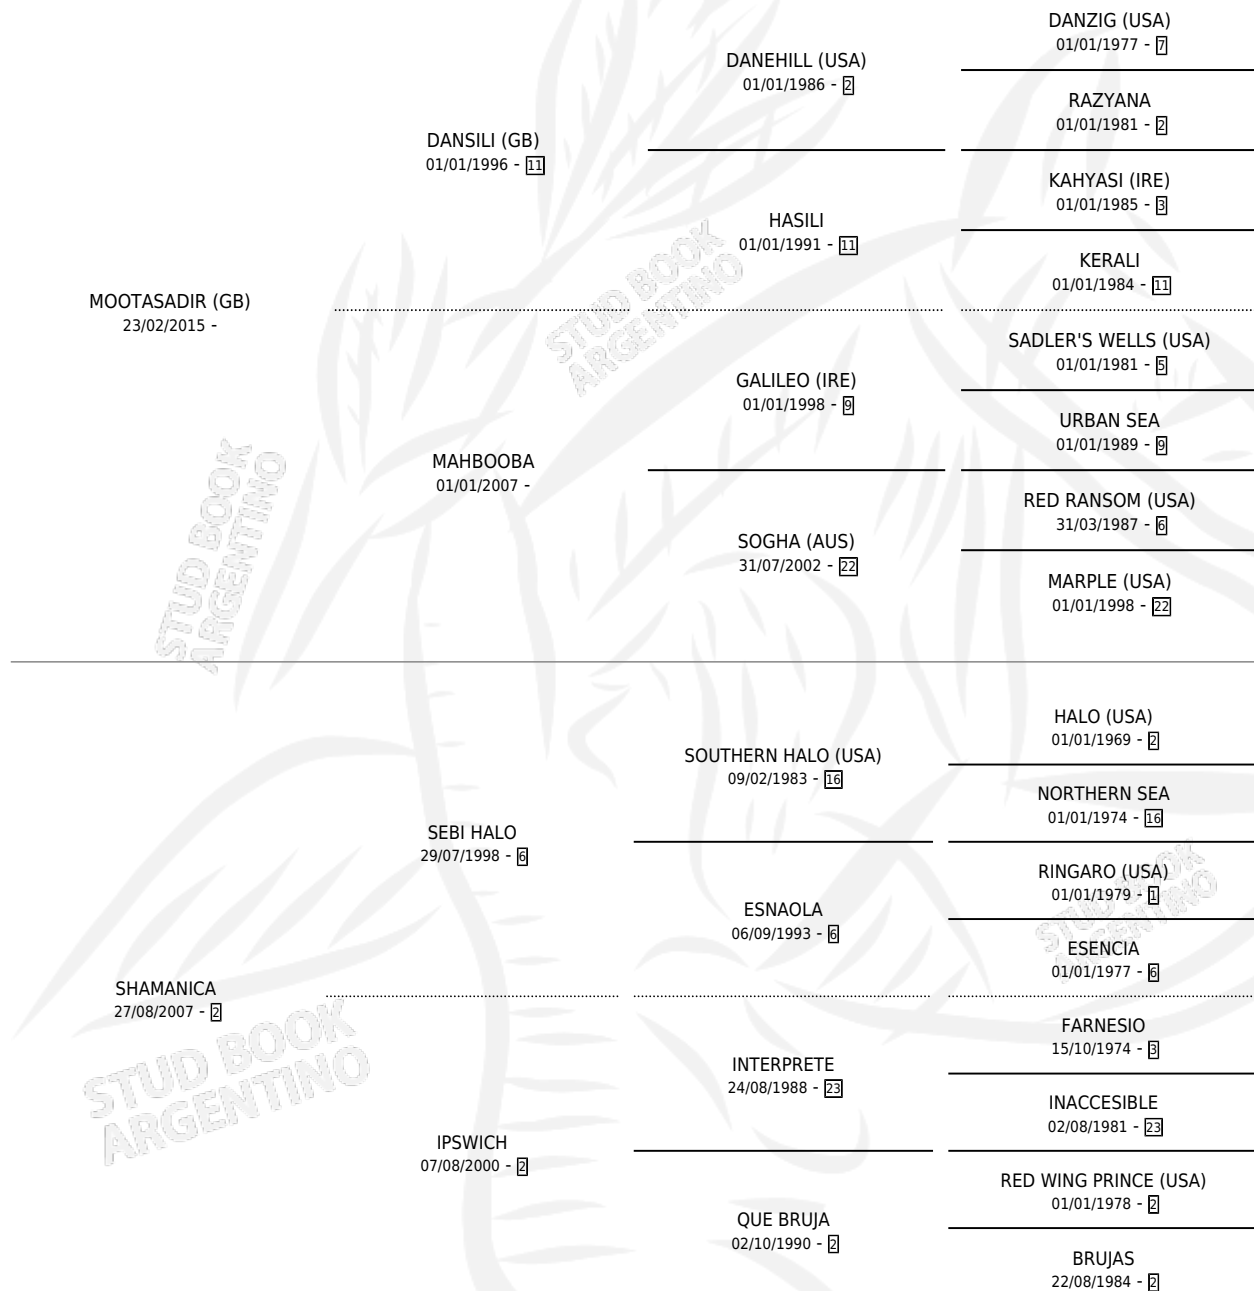 DANZIG (USA)
01/01/1977 - 7
DANEHILL (USA)
01/01/1986 - 2
RAZYANA
01/01/1981 - 2
DANSILI (GB)
01/01/1996 - 11
KAHYASI (IRE)
01/01/1985 - 3
HASILI
01/01/1991 - 11
KERALI
01/01/1984 - 11
MOOTASADIR (GB)
23/02/2015 -
SADLER'S WELLS (USA)
01/01/1981 - 5
GALILEO (IRE)
01/01/1998 - 9
URBAN SEA
01/01/1989 - 9
MAHBOOBA
01/01/2007 -
RED RANSOM (USA)
31/03/1987 - 6
SOGHA (AUS)
31/07/2002 - 22
MARPLE (USA)
01/01/1998 - 22
HALO (USA)
01/01/1969 - 2
SOUTHERN HALO (USA)
09/02/1983 - 16
NORTHERN SEA
01/01/1974 - 16
SEBI HALO
29/07/1998 - 6
RINGARO (USA)
01/01/1979 - 1
ESNAOLA
06/09/1993 - 6
ESENCIA
01/01/1977 - 6
SHAMANICA
27/08/2007 - 2
FARNESIO
15/10/1974 - 3
INTERPRETE
24/08/1988 - 23
INACCESIBLE
02/08/1981 - 23
IPSWICH
07/08/2000 - 2
RED WING PRINCE (USA)
01/01/1978 - 2
QUE BRUJA
02/10/1990 - 2
BRUJAS
22/08/1984 - 2
STUD BOOK
ARGENTINO
STUD BOOK
ARGENTINO
STUD BOOK
ARGENTINO
STUD BOOK
ARGENTINO